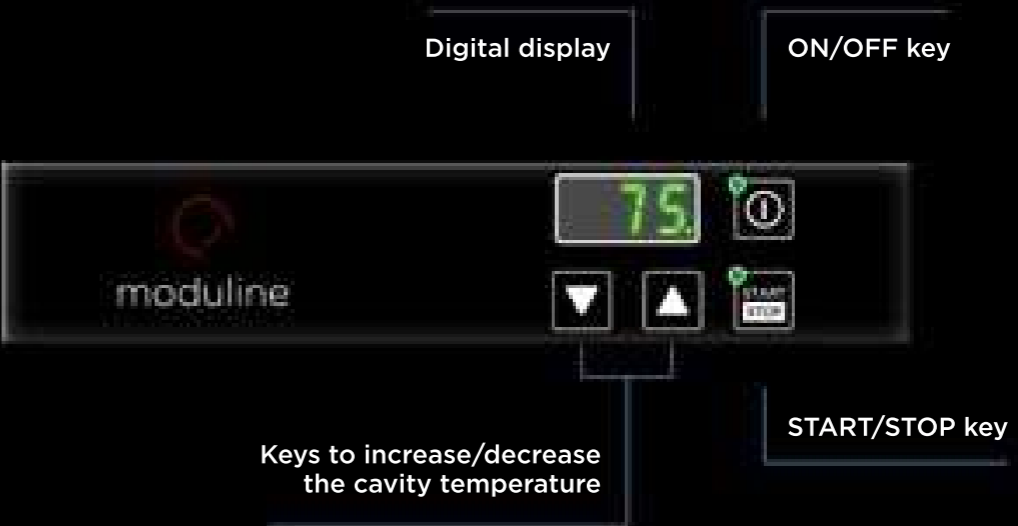 Digital display
ON/OFF key
75.
moduline
START
STOP
START/STOP key
Keys to increase/decrease
the cavity temperature